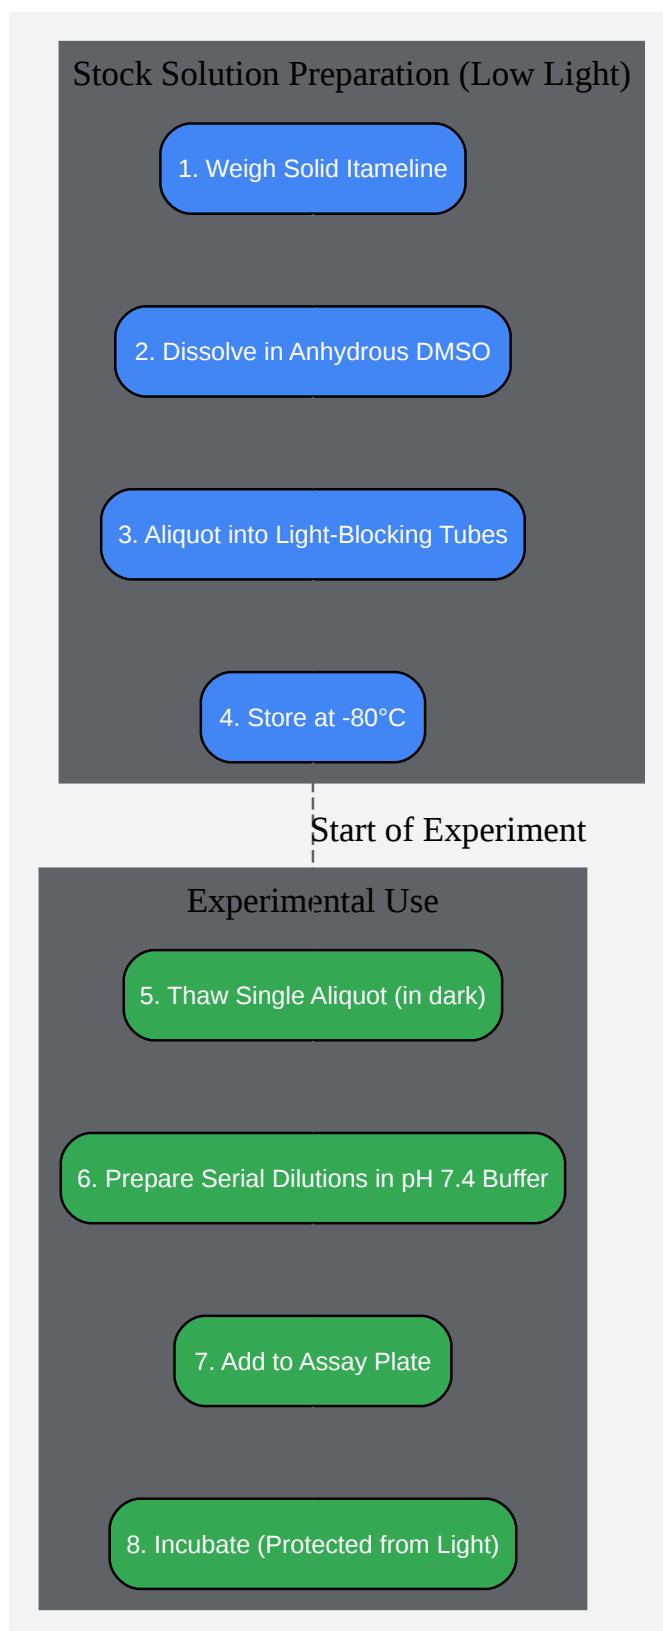 Stock Solution Preparation (Low Light)
1. Weigh Solid Itameline
2. Dissolve in Anhydrous DMSO
3. Aliquot into Light-Blocking Tubes
4. Store at -80°C
Start of Experiment
Experimental Use
5. Thaw Single Aliquot (in dark)
6. Prepare Serial Dilutions in pH 7.4 Buffer
7. Add to Assay Plate
8. Incubate (Protected from Light)